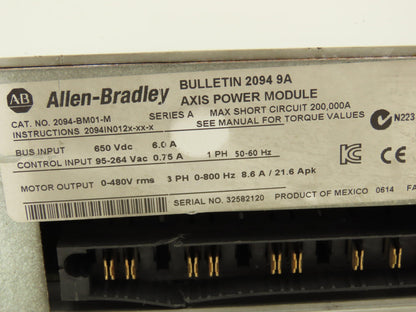 BULLETIN 2094 9A
AB Allen-Bradley AXIS POWER MODULE
CAT. NO. 2094-BM01-M SERIES A MAX SHORT CIRCUIT 200,000A
INSTRUCTIONS 2094IN012x-xx-x SEE MANUAL FOR TORQUE VALUES
N223
BUS INPUT 650 Vdc 6.0 A
CONTROL INPUT 95-264 Vac 0.75 A 1 PH 50-60 Hz
MOTOR OUTPUT 0-480V rms 3 PH 0-800 Hz 8.6 A / 21.6 Apk
CE
SERIAL NO. 32582120 PRODUCT OF MEXICO 0614 FA